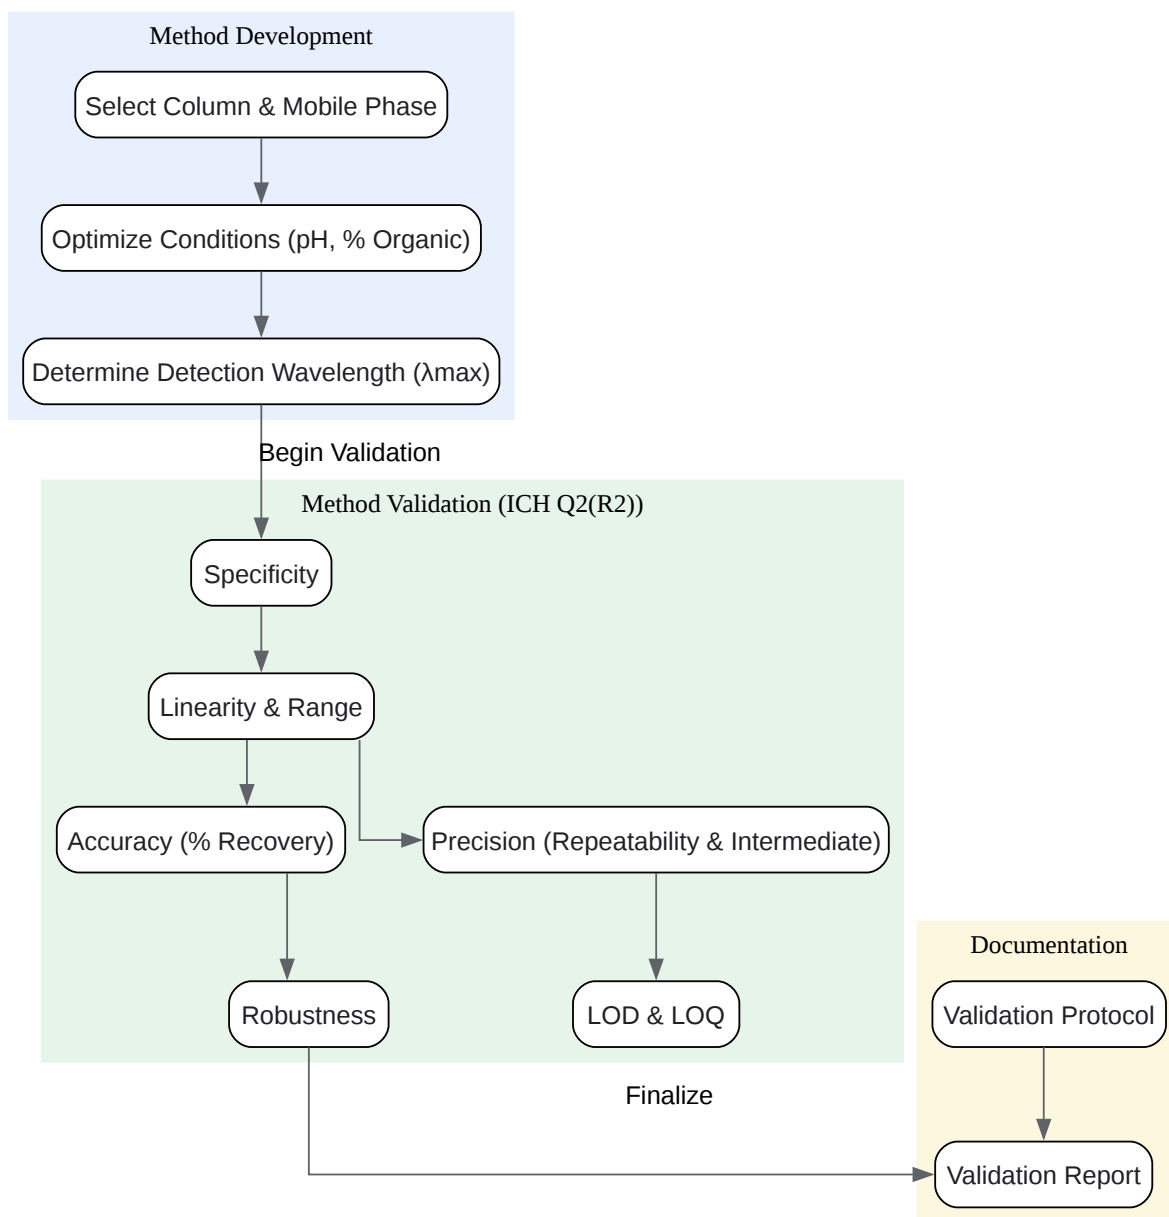 Method Development
Select Column & Mobile Phase
Optimize Conditions (pH, % Organic)
Determine Detection Wavelength (λmax)
Begin Validation
Method Validation (ICH Q2(R2))
Specificity
Linearity & Range
Accuracy (% Recovery)
Precision (Repeatability & Intermediate)
Robustness
LOD & LOQ
Documentation
Validation Protocol
Finalize
Validation Report